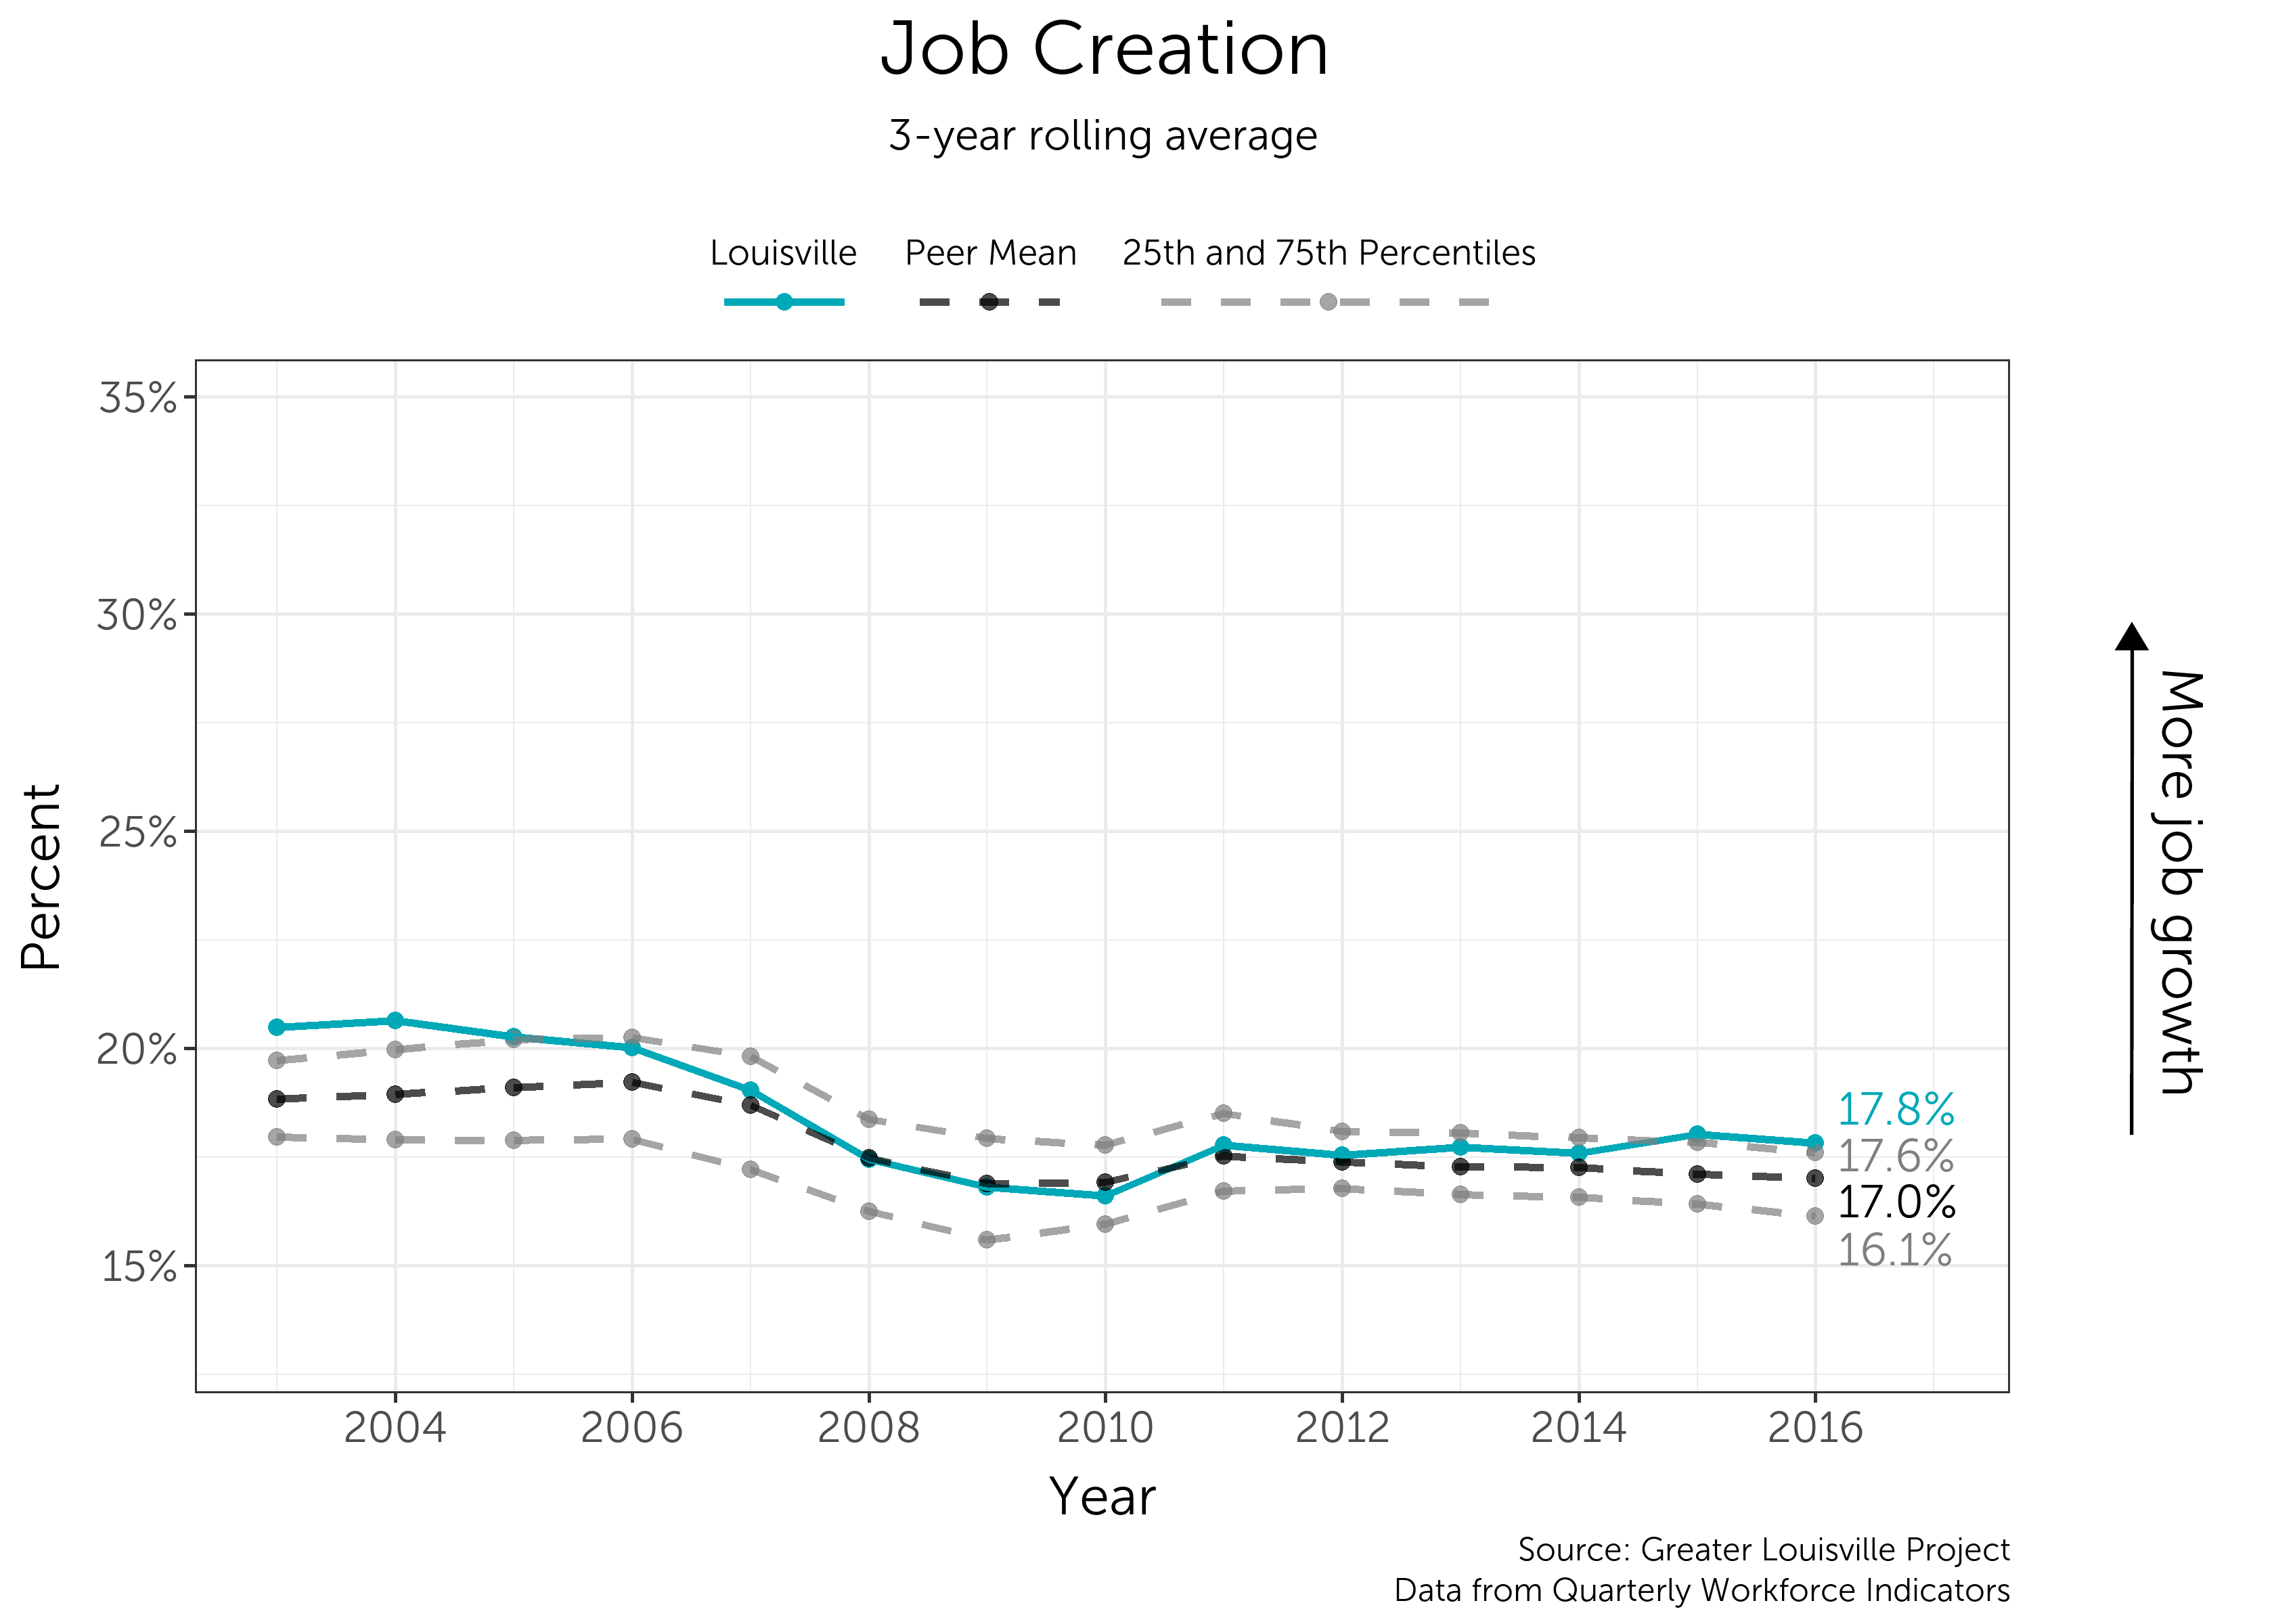 Job Creation
3-year rolling average
Louisville Peer Mean 25th and 75th Percentiles
35%
30%
25%
20%
15%
Percent
More job growth
17.8%
17.6%
17.0%
16.1%
2004 2006 2008 2010 2012 2014 2016
Year
Source: Greater Louisville Project
Data from Quarterly Workforce Indicators